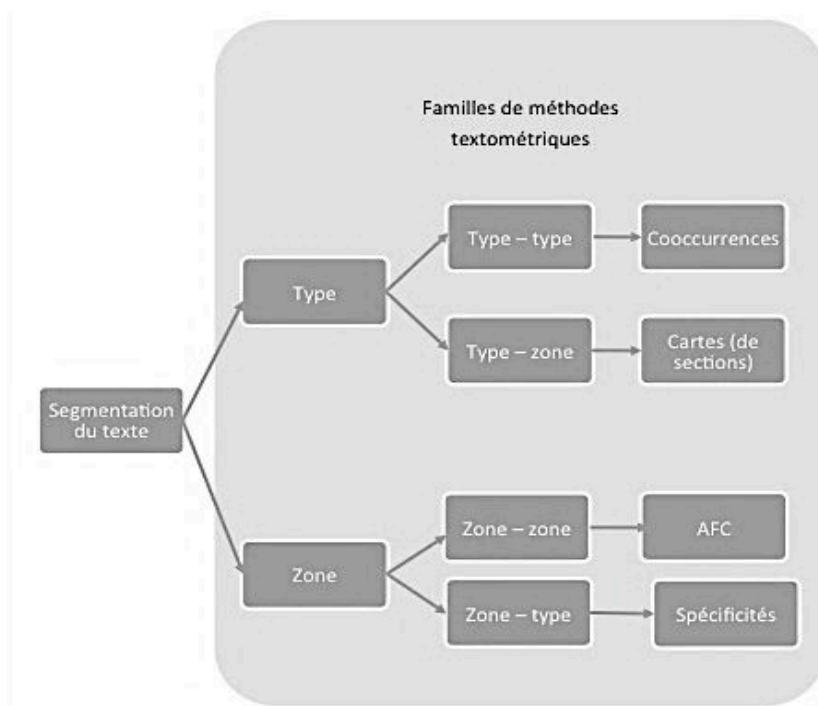 Familles de méthodes
textométriques
Type – type
Cooccurrences
Type
Type – zone
Cartes (de
sections)
Segmentation
du texte
Zone – zone
AFC
Zone
Zone – type
Spécificités